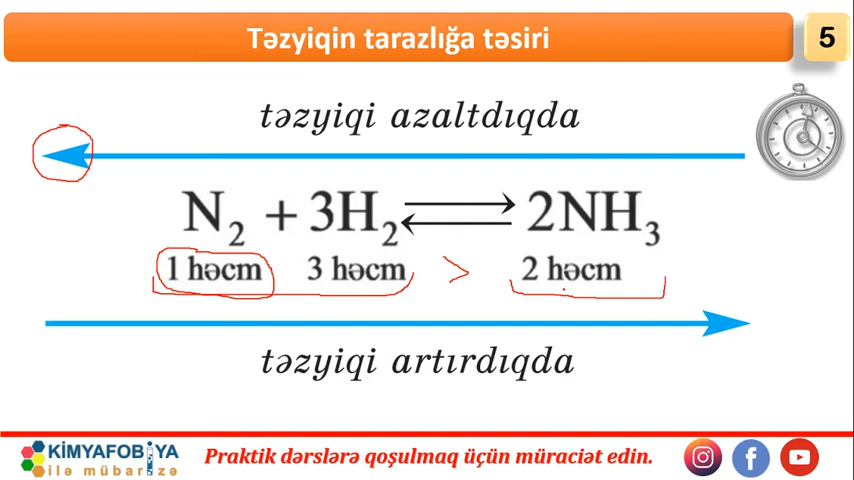 Təzyiqin tarazlığa təsiri
5
təzyiqi azaltdıqda
N₂ + 3H₂ ⇌ 2NH₃
1 həcm 3 həcm > 2 həcm
təzyiqi artırdıqda
KİMYAFOBİYA
ilə mübarizə
Praktik dərslərə qoşulmaq üçün müraciət edin.